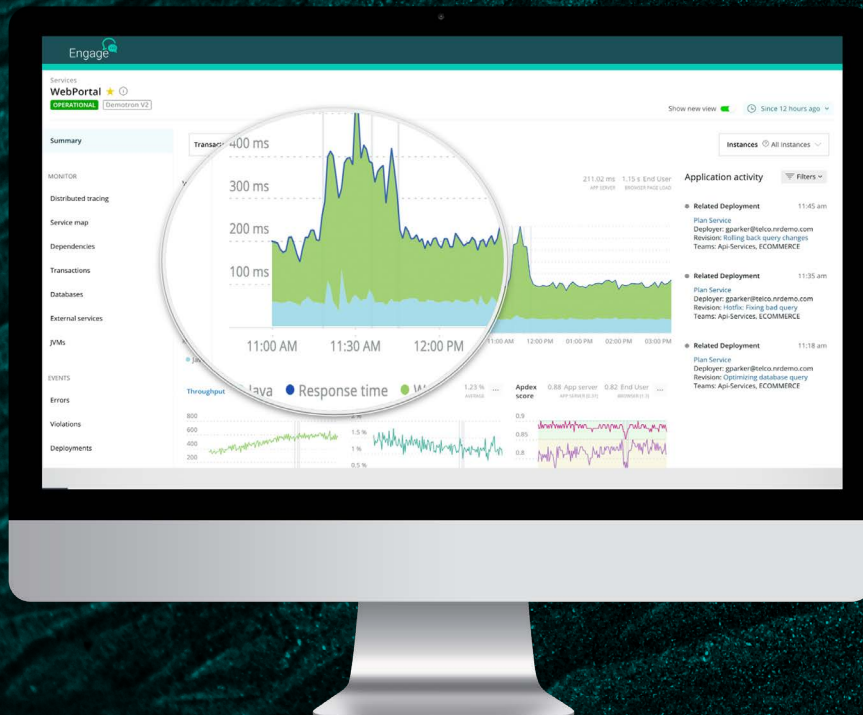 Engage
Services
WebPortal
OPERATIONAL Demotron V2
Show new view
Since 12 hours ago
Summary
MONITOR
Distributed tracing
Service map
Dependencies
Transactions
Databases
External services
JVMs
EVENTS
Errors
Violations
Deployments
400 ms
300 ms
200 ms
100 ms
11:00 AM 11:30 AM 12:00 PM
Java Response time
211.02 ms 1.15 s End User
APP SERVER BROWSER PAGE LOAD
12:00 PM 01:00 PM 02:00 PM 03:00 PM
Instances All instances
Application activity Filters
Related Deployment 11:45 am
Plan Service
Deployer: gparker@telco.nrdemo.com
Revision: Rolling back query changes
Teams: Api-Services, ECOMMERCE
Related Deployment 11:35 am
Plan Service
Deployer: gparker@telco.nrdemo.com
Revision: Hotfix: Fixing bad query
Teams: Api-Services, ECOMMERCE
Related Deployment 11:18 am
Plan Service
Deployer: gparker@telco.nrdemo.com
Revision: Optimizing database query
Teams: Api-Services, ECOMMERCE
Throughput
800
600
400
200
1.23 %
AVERAGE
1.5 %
1 %
0.5 %
Apdex score 0.88 App server 0.82 End User
0.9
0.85
0.8